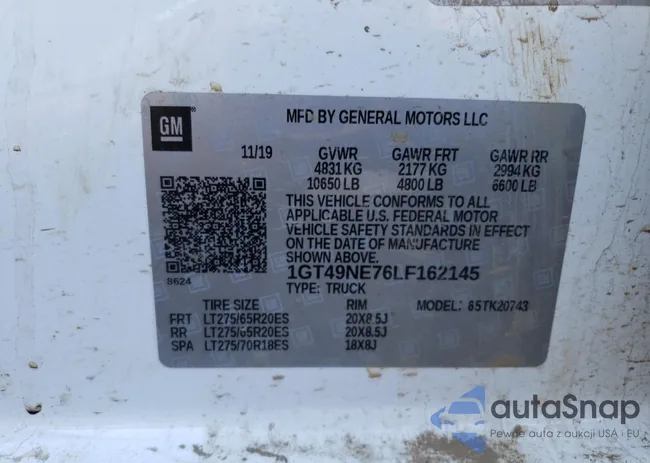 GM
MFD BY GENERAL MOTORS LLC
11/19 GVWR GAWR FRT GAWR RR
4831 KG 2177 KG 2994 KG
10650 LB 4800 LB 6600 LB
THIS VEHICLE CONFORMS TO ALL
APPLICABLE U.S. FEDERAL MOTOR
VEHICLE SAFETY STANDARDS IN EFFECT
ON THE DATE OF MANUFACTURE
SHOWN ABOVE.
8624
1GT49NE76LF162145
TYPE: TRUCK
TIRE SIZE RIM MODEL: 65TK20743
FRT LT275/65R20ES 20X8.5J
RR LT275/65R20ES 20X8.5J
SPA LT275/70R18ES 18X8J
autoSnap
Pewne auta z aukcji USA i EU